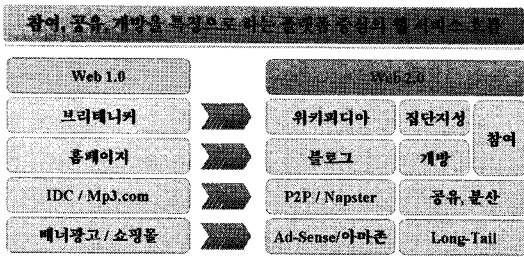 참여, 공유, 개방을 특징으로 하는 플랫폼 중심의 웹 서비스 흐름
Web 1.0
Web 2.0
브리태니커
위키피디아
집단지성
참여
홈페이지
블로그
개방
IDC / Mp3.com
P2P / Napster
공유, 분산
배너광고 / 쇼핑몰
Ad-Sense/아마존
Long-Tail